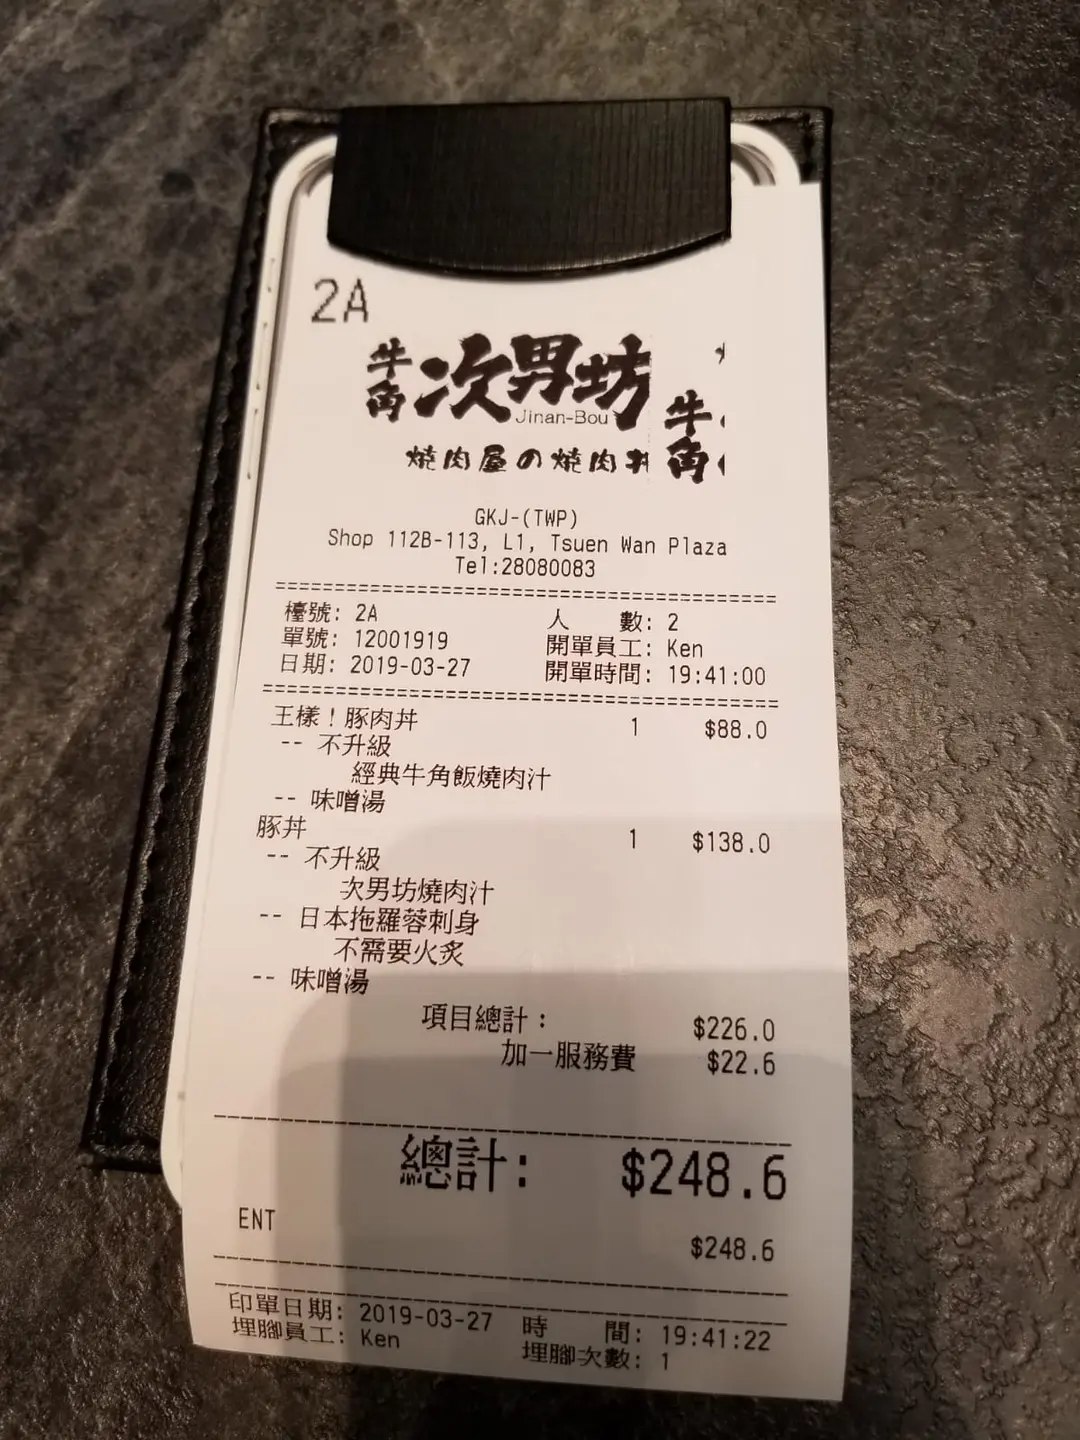 2A
牛角 次男坊
Jinan-Bou
燒肉屋の燒肉丼
牛角
GKJ-(TWP)
Shop 112B-113, L1, Tsuen Wan Plaza
Tel:28080083
檯號: 2A 人 數: 2
單號: 12001919 開單員工: Ken
日期: 2019-03-27 開單時間: 19:41:00
王樣！豚肉丼 1 $88.0
-- 不升級
經典牛角飯燒肉汁
-- 味噌湯
豚丼 1 $138.0
-- 不升級
次男坊燒肉汁
-- 日本拖羅蓉刺身
不需要火炙
-- 味噌湯
項目總計： $226.0
加一服務費 $22.6
總計: $248.6
ENT
$248.6
印單日期: 2019-03-27 時 間: 19:41:22
埋腳員工: Ken 埋腳次數: 1